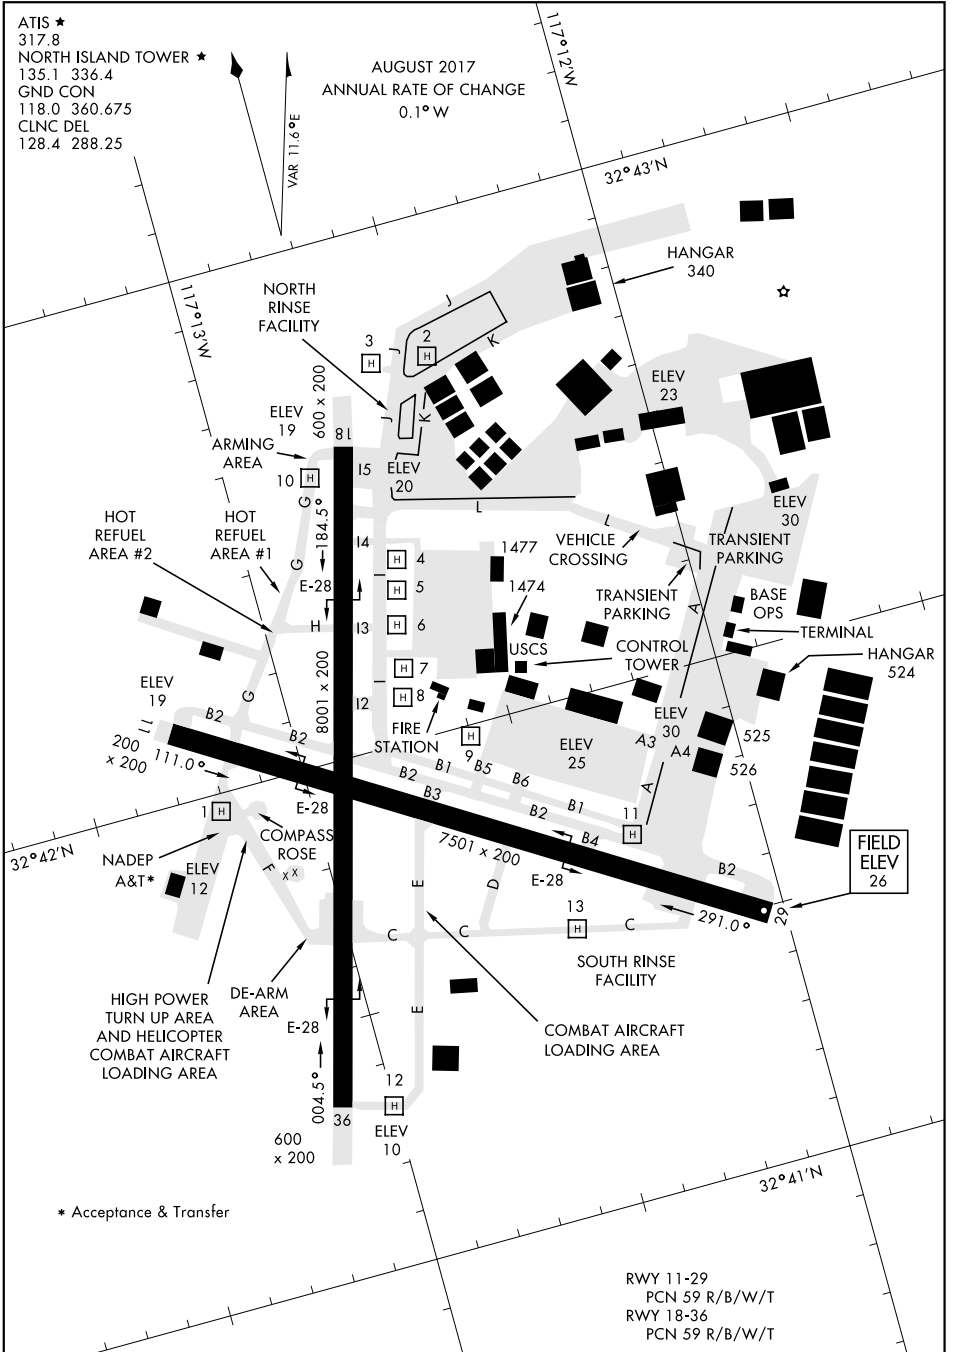 ATIS ★
317.8
NORTH ISLAND TOWER ★
135.1 336.4
GND CON
118.0 360.675
CLNC DEL
128.4 288.25
VAR 11.6°E
AUGUST 2017
ANNUAL RATE OF CHANGE
0.1° W
117°12'W
32°43'N
HANGAR
340
117°13'W
NORTH
RINSE
FACILITY
J
K
3
H
2
H
J
J
K
ELEV
23
ELEV
19
600 x 200
18
ARMING
AREA
10 H
I5
ELEV
20
L
L
ELEV
30
G
184.5°
HOT
REFUEL
AREA #2
HOT
REFUEL
AREA #1
G
E-28
H
I4
I3
I2
H 4
H 5
H 6
H 7
H 8
1477
1474
USCS
VEHICLE
CROSSING
TRANSIENT
PARKING
TRANSIENT
PARKING
A
BASE
OPS
TERMINAL
CONTROL
TOWER
HANGAR
524
8001 x 200
G
ELEV
19
B2
B2
11
200
x 200
111.0°
FIRE
STATION
H
9
ELEV
25
ELEV
30
A3
A4
A
525
526
B1
B2
B3
B5
B6
B2
B1
B4
11
H
E-28
1 H
COMPASS
ROSE
32°42'N
NADEP
A&T*
ELEV
12
F
x x
7501 x 200
E-28
B2
FIELD
ELEV
26
E
D
291.0°
29
C
C
13
H
C
SOUTH RINSE
FACILITY
DE-ARM
AREA
HIGH POWER
TURN UP AREA
AND HELICOPTER
COMBAT AIRCRAFT
LOADING AREA
E-28
E
COMBAT AIRCRAFT
LOADING AREA
004.5°
12
H
36
ELEV
10
600
x 200
32°41'N
* Acceptance & Transfer
RWY 11-29
PCN 59 R/B/W/T
RWY 18-36
PCN 59 R/B/W/T